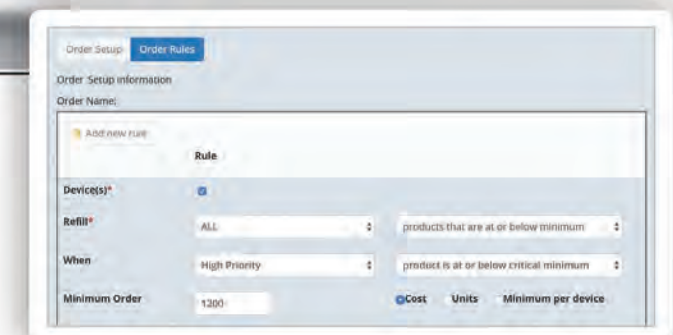 Order Setup Order Rules
Order Setup information
Order Name:
Add new rule
Rule
Device(s)*
Refill* ALL products that are at or below minimum
When High Priority product is at or below critical minimum
Minimum Order 1200 Cost Units Minimum per device